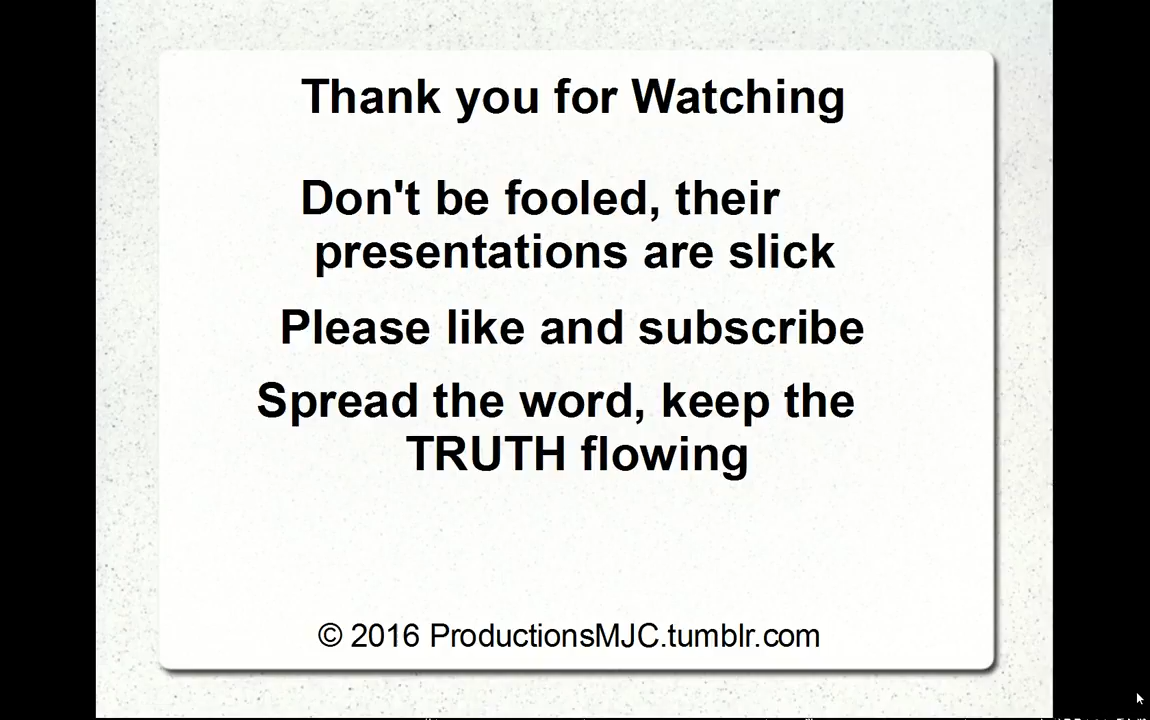 Thank you for Watching
Don't be fooled, their
presentations are slick
Please like and subscribe
Spread the word, keep the
TRUTH flowing
© 2016 ProductionsMJC.tumblr.com